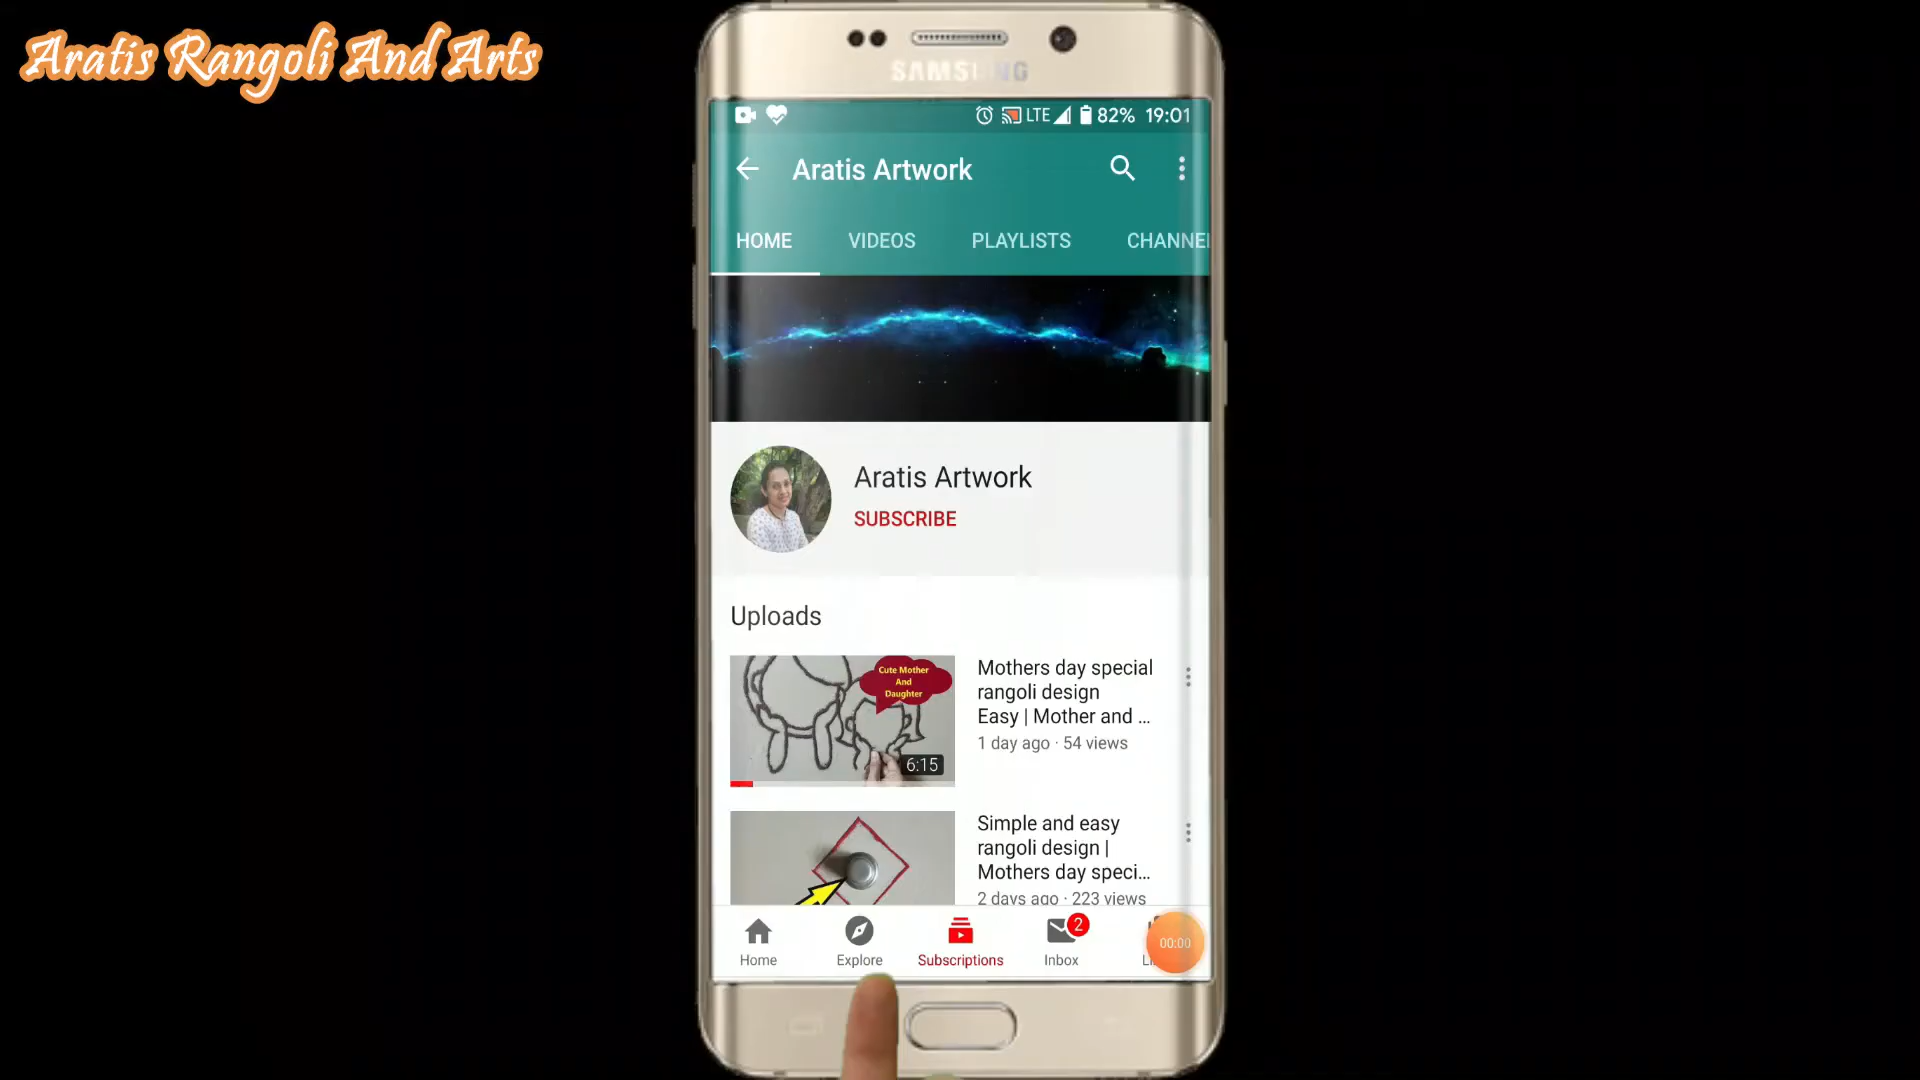 Aratis Rangoli And Arts
SAMSUNG
LTE 82% 19:01
Aratis Artwork
HOME VIDEOS PLAYLISTS CHANNEL
Aratis Artwork
SUBSCRIBE
Uploads
Cute Mother
And
Daughter
6:15
Mothers day special
rangoli design
Easy | Mother and ...
1 day ago · 54 views
Simple and easy
rangoli design |
Mothers day speci...
2 days ago · 223 views
2
00:00
Home Explore Subscriptions Inbox